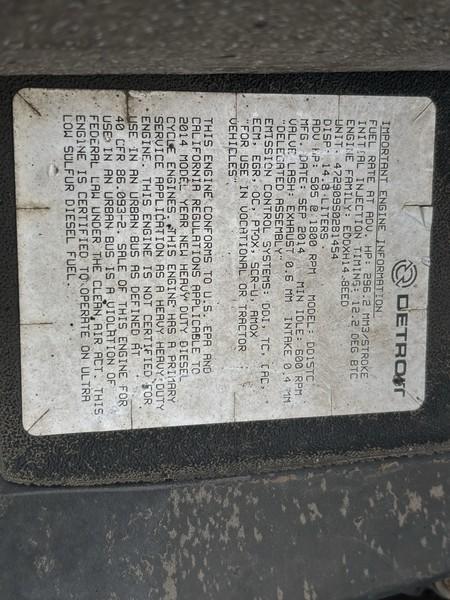 DETROIT
IMPORTANT ENGINE INFORMATION
FUEL RATE AT ADV. HP: 296.2 MM3/STROKE
INITIAL INJECTION TIMING: 12.2 DEG BTC
ENGINE FAMILY: EDDXH14.8EED
UNIT: 472909S0281454
DISP: 14.8 LITERS
ADV HP: 505 @ 1800 RPM MODEL: DD15TC
MFG. DATE: SEP 2014 MIN IDLE: 600 RPM
VALVE LASH: EXHAUST 0.6 MM INTAKE 0.4 MM
"DELEGATED ASSEMBLY"
EMISSION CONTROL SYSTEMS: DDI, TC, CAC,
ECM, EGR, OC, PTOX, SCR-U, AMOX
"FOR USE IN VOCATIONAL OR TRACTOR
VEHICLES"
THIS ENGINE CONFORMS TO U.S. EPA AND
CALIFORNIA REGULATIONS APPLICABLE TO
2014 MODEL YEAR NEW HEAVY DUTY DIESEL
CYCLE ENGINES. THIS ENGINE HAS A PRIMARY
SERVICE APPLICATION AS A HEAVY HEAVY-DUTY
ENGINE. THIS ENGINE IS NOT CERTIFIED FOR
USE IN AN URBAN BUS AS DEFINED AT
40 CFR 86.093-2. SALE OF THIS ENGINE FOR
USE IN AN URBAN BUS IS A VIOLATION OF
FEDERAL LAW UNDER THE CLEAN AIR ACT. THIS
ENGINE IS CERTIFIED TO OPERATE ON ULTRA
LOW SULFUR DIESEL FUEL.